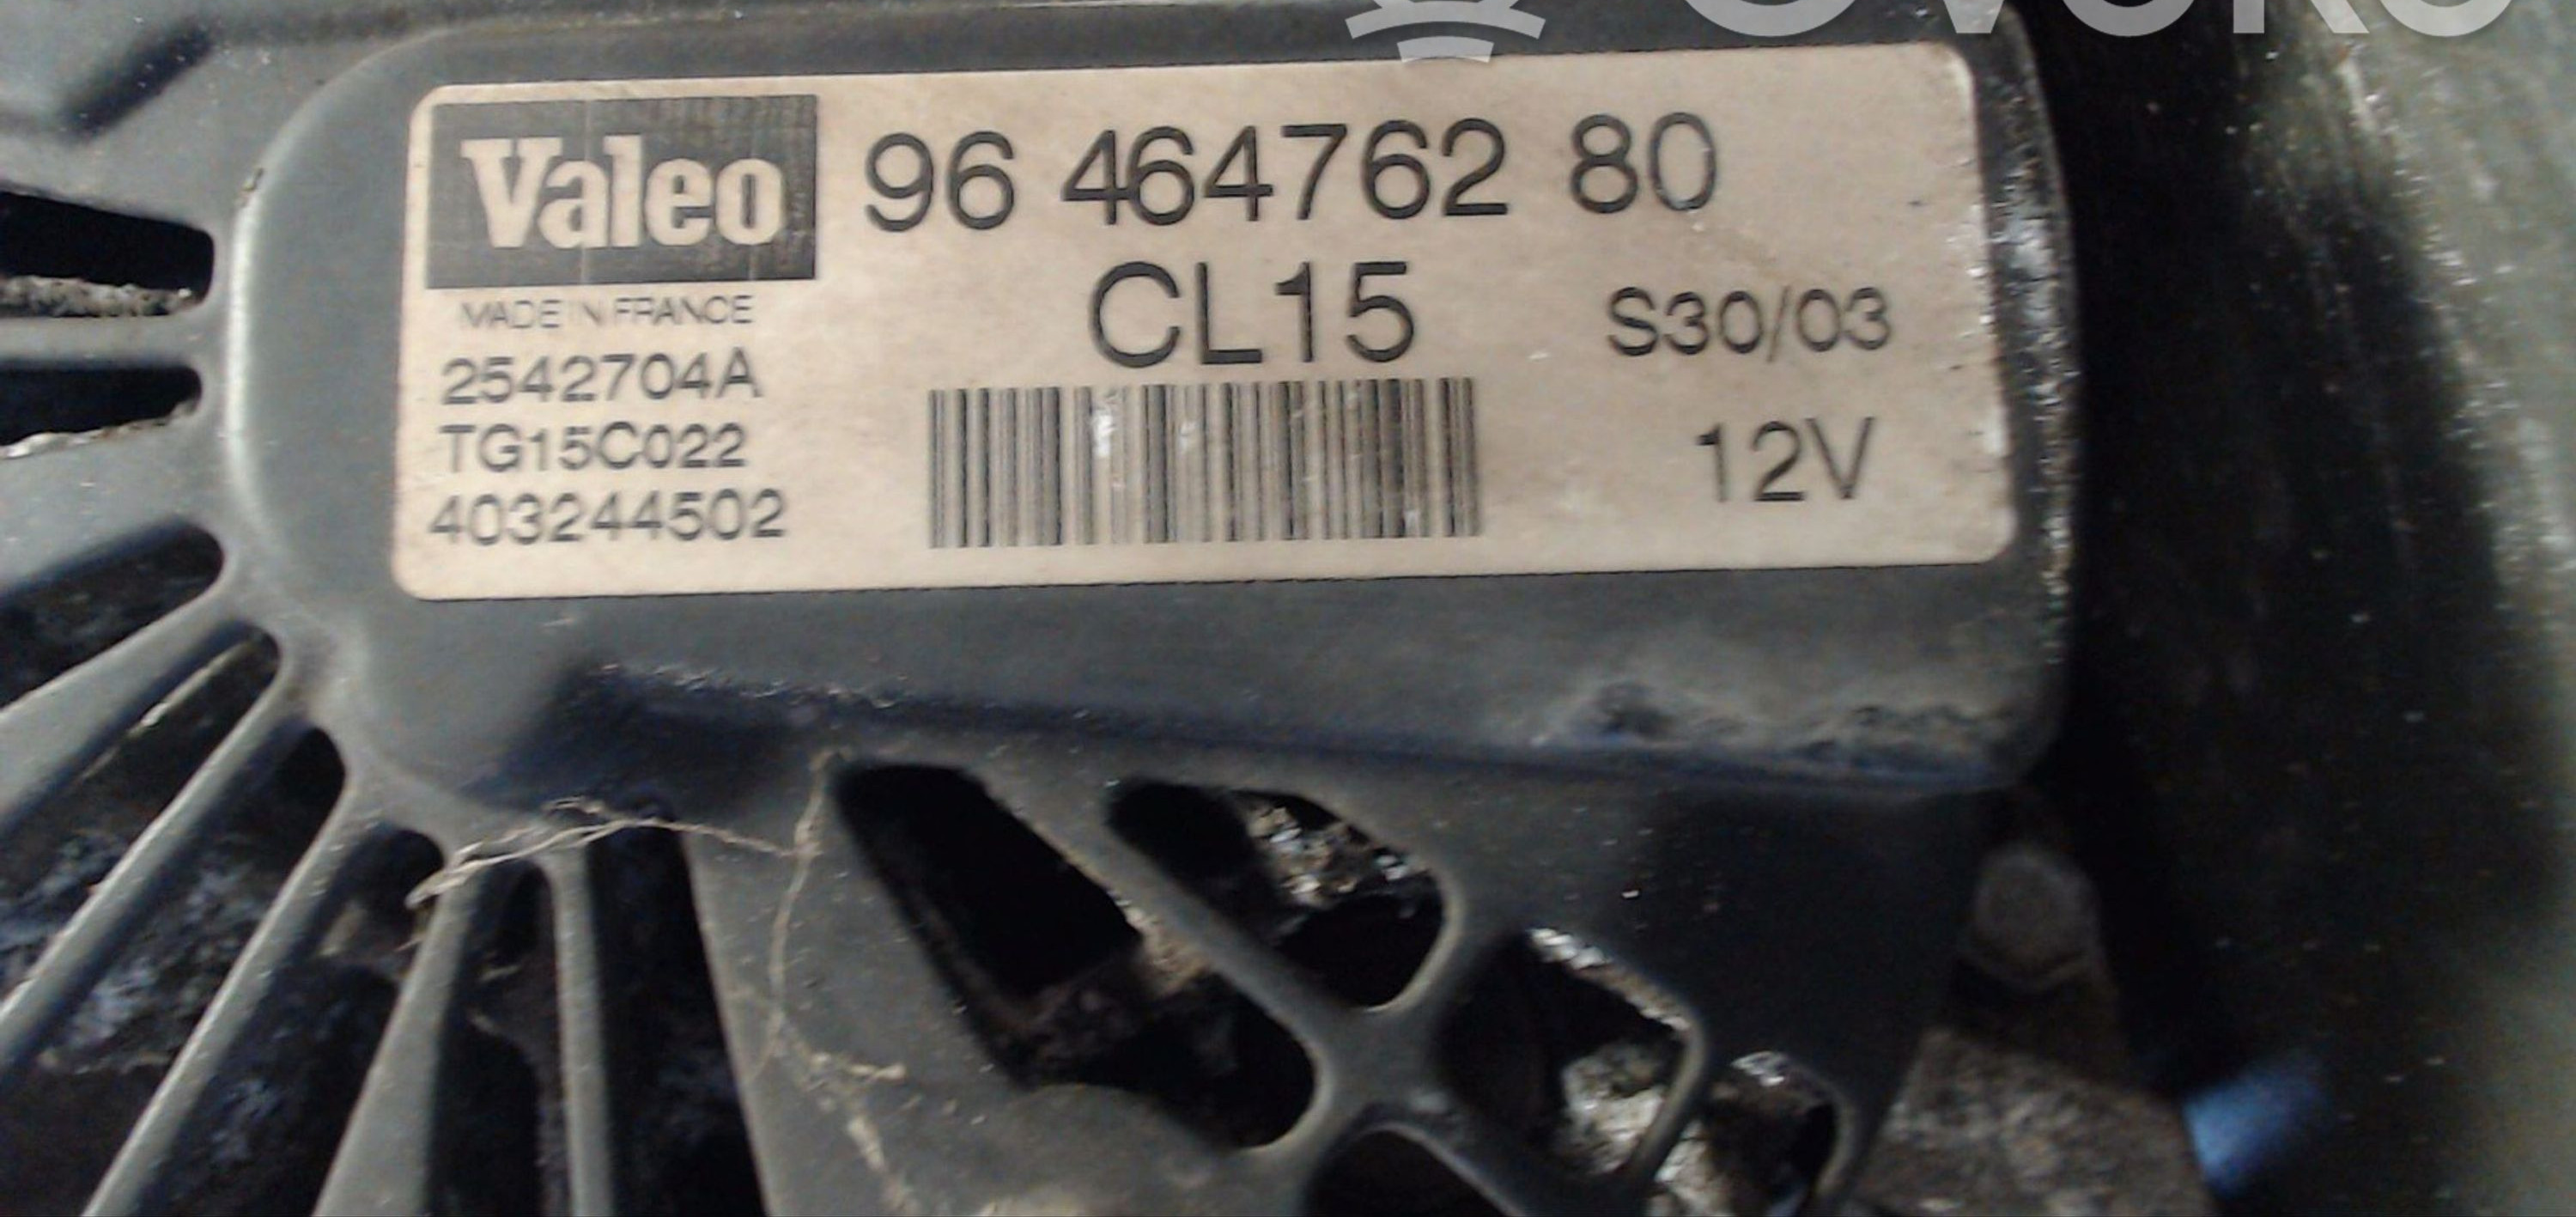 Valeo 96 464762 80
MADE IN FRANCE CL15 S30/03
2542704A
TG15C022 12V
403244502